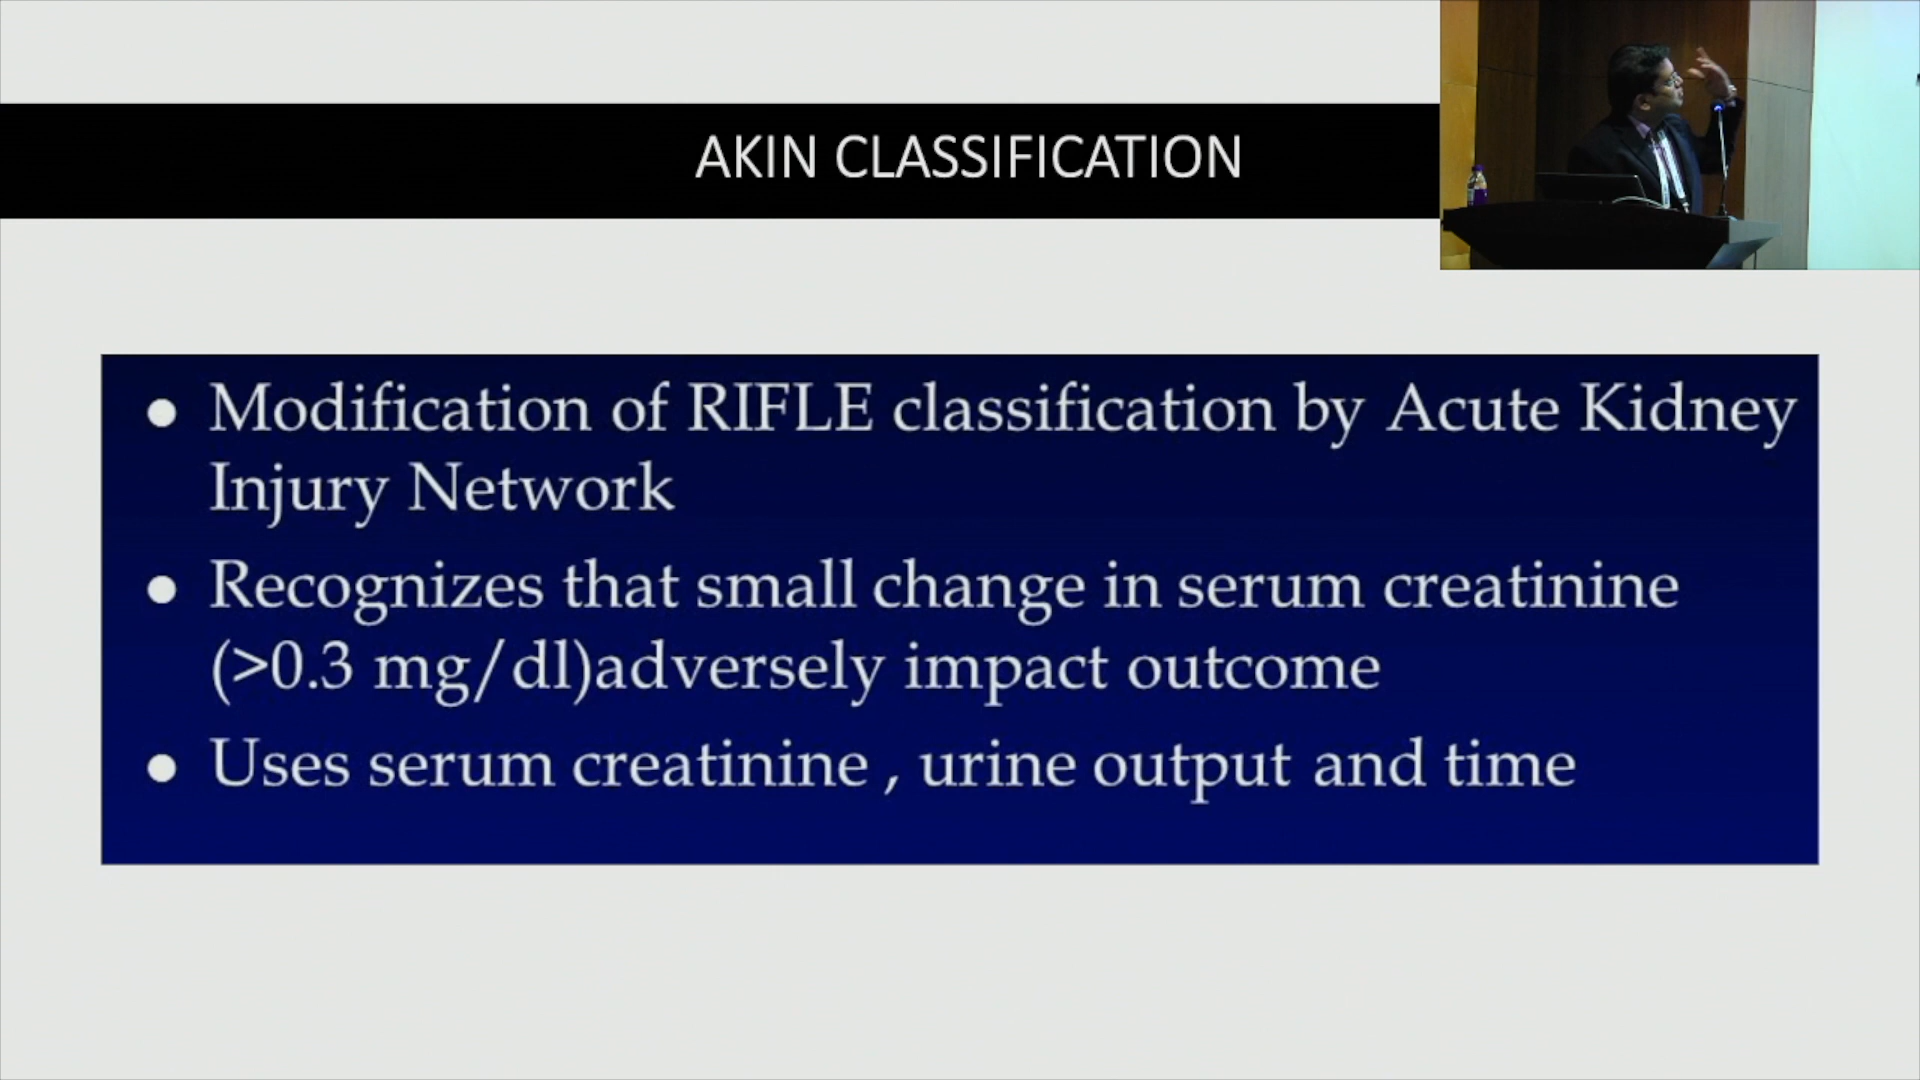 AKIN CLASSIFICATION
● Modification of RIFLE classification by Acute Kidney
Injury Network
● Recognizes that small change in serum creatinine
(>0.3 mg/dl)adversely impact outcome
● Uses serum creatinine , urine output and time